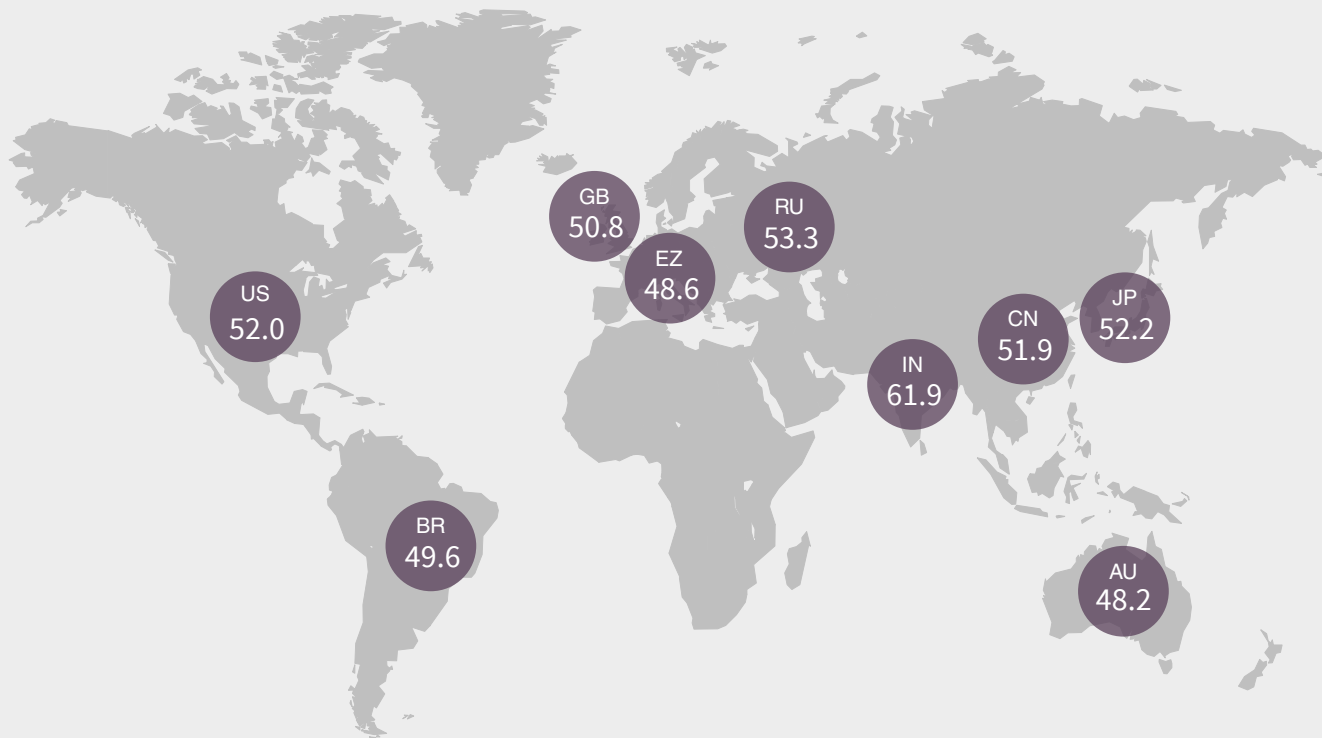 GB
50.8
RU
53.3
EZ
48.6
US
52.0
JP
52.2
CN
51.9
IN
61.9
BR
49.6
AU
48.2